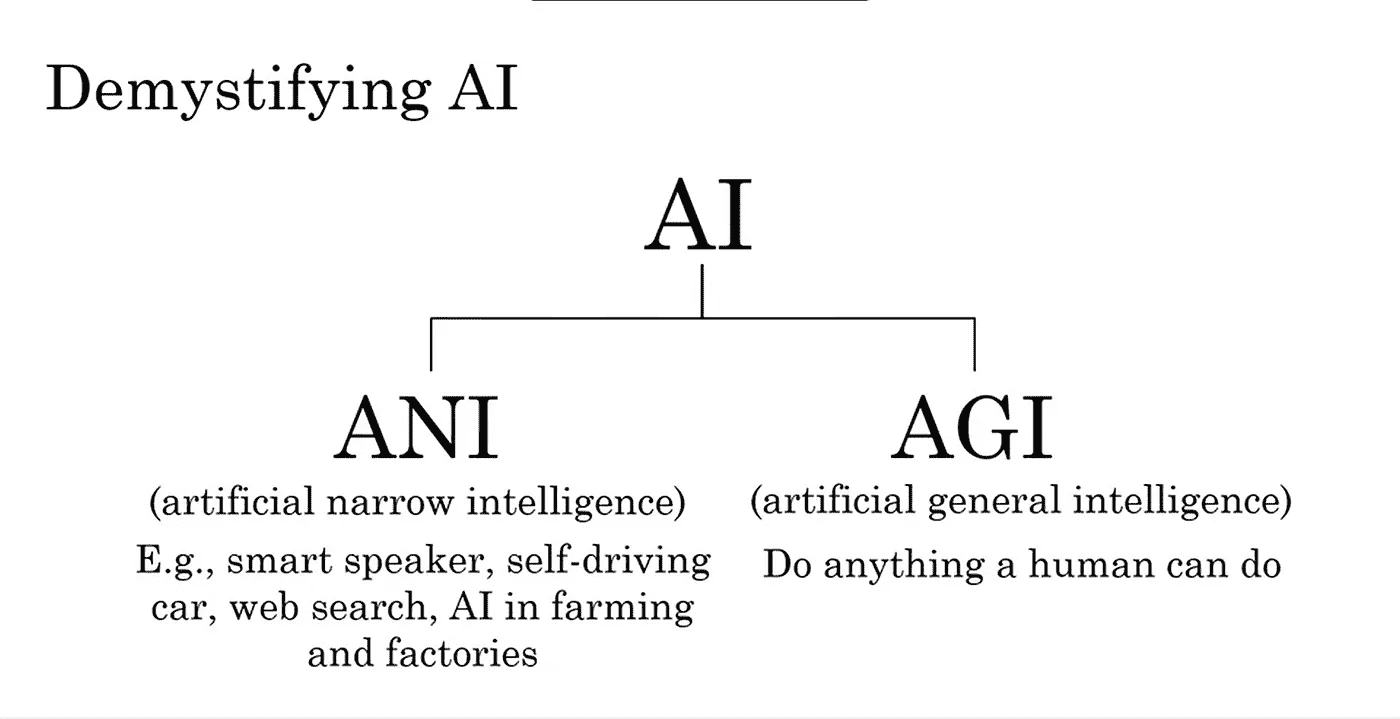 Demystifying AI
AI
ANI
(artificial narrow intelligence)
E.g., smart speaker, self-driving
car, web search, AI in farming
and factories
AGI
(artificial general intelligence)
Do anything a human can do